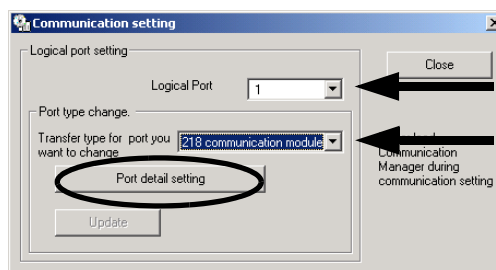 Communication setting
Logical port setting
Close
Logical Port
1
Port type change.
Transfer type for port you
want to change
218 communication module
Communication
Manager during
communication setting
Port detail setting
Update